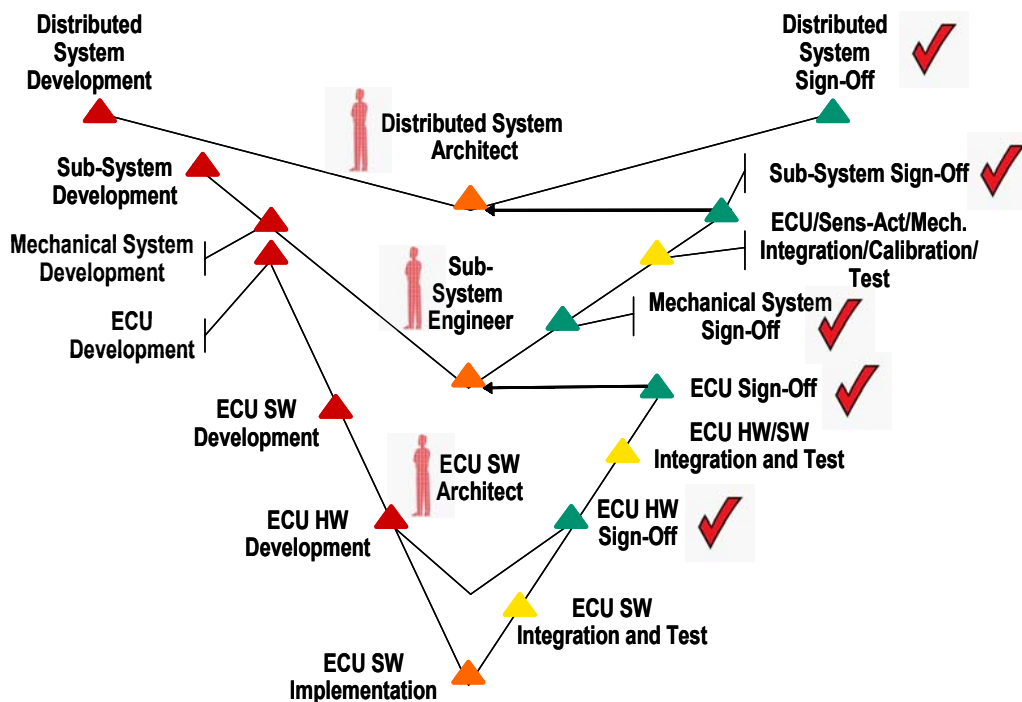 Distributed
System
Development
Distributed
System
Sign-Off
Distributed System
Architect
Sub-System
Development
Sub-System Sign-Off
Mechanical System
Development
ECU/Sens-Act/Mech.
Integration/Calibration/
Test
Sub-
System
Engineer
ECU
Development
Mechanical System
Sign-Off
ECU Sign-Off
ECU SW
Development
ECU HW/SW
Integration and Test
ECU SW
Architect
ECU HW
Development
ECU HW
Sign-Off
ECU SW
Integration and Test
ECU SW
Implementation